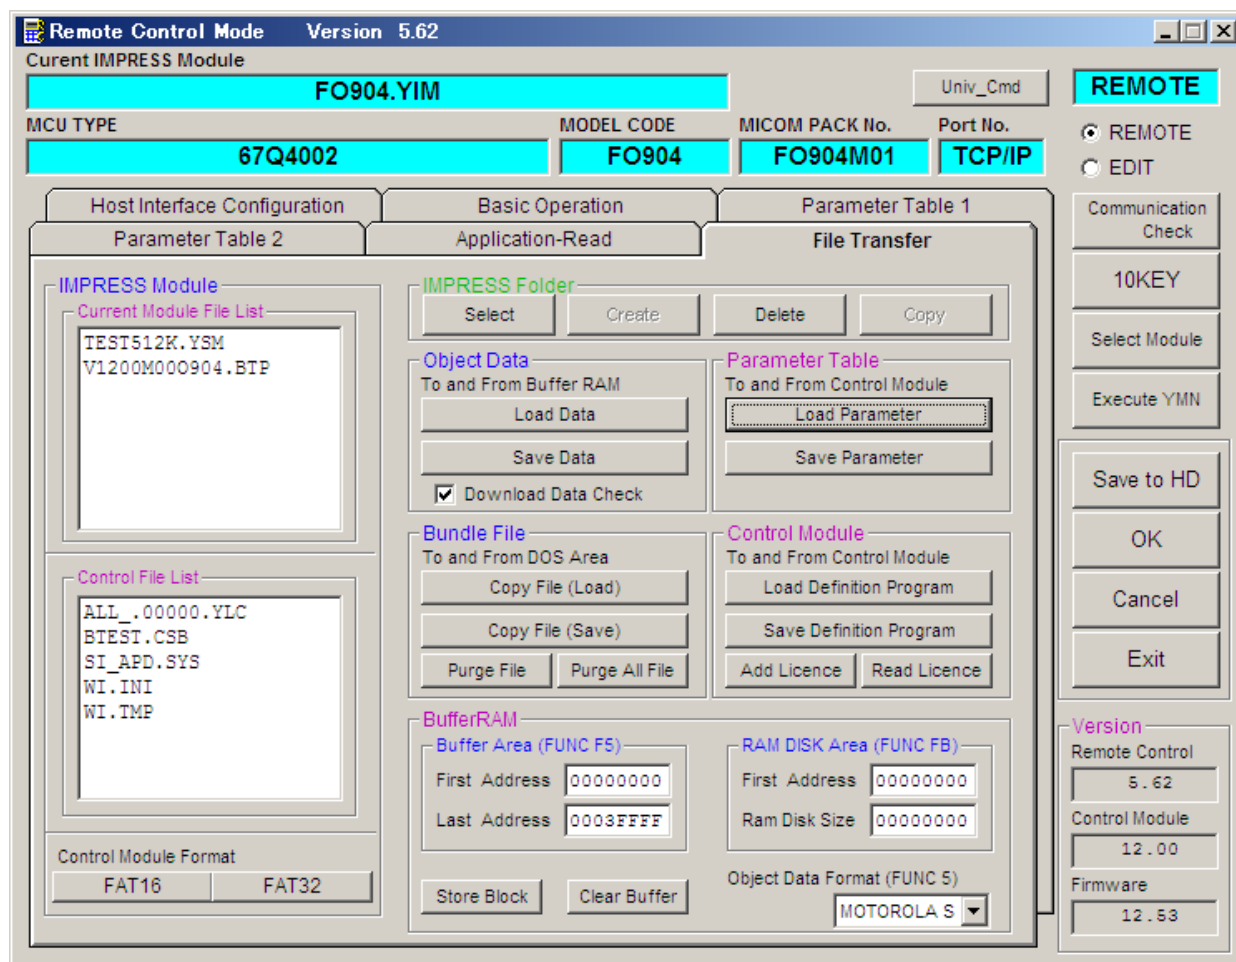 Remote Control Mode Version 5.62
Curent IMPRESS Module
FO904.YIM
Univ_Cmd
REMOTE
MCU TYPE
MODEL CODE
MICOM PACK No.
Port No.
67Q4002
FO904
FO904M01
TCP/IP
REMOTE
EDIT
Host Interface Configuration
Basic Operation
Parameter Table 1
Parameter Table 2
Application-Read
File Transfer
IMPRESS Module
Current Module File List
TEST512K.YSM
V1200M00O904.BTP
Control File List
ALL_.00000.YLC
BTEST.CSB
SI_APD.SYS
WI.INI
WI.TMP
Control Module Format
FAT16
FAT32
IMPRESS Folder
Select
Create
Delete
Copy
Object Data
To and From Buffer RAM
Load Data
Save Data
Download Data Check
Parameter Table
To and From Control Module
Load Parameter
Save Parameter
Bundle File
To and From DOS Area
Copy File (Load)
Copy File (Save)
Purge File
Purge All File
Control Module
To and From Control Module
Load Definition Program
Save Definition Program
Add Licence
Read Licence
BufferRAM
Buffer Area (FUNC F5)
First Address 00000000
Last Address 0003FFFF
RAM DISK Area (FUNC FB)
First Address 00000000
Ram Disk Size 00000000
Store Block
Clear Buffer
Object Data Format (FUNC 5)
MOTOROLA S
Communication
Check
10KEY
Select Module
Execute YMN
Save to HD
OK
Cancel
Exit
Version
Remote Control
5.62
Control Module
12.00
Firmware
12.53